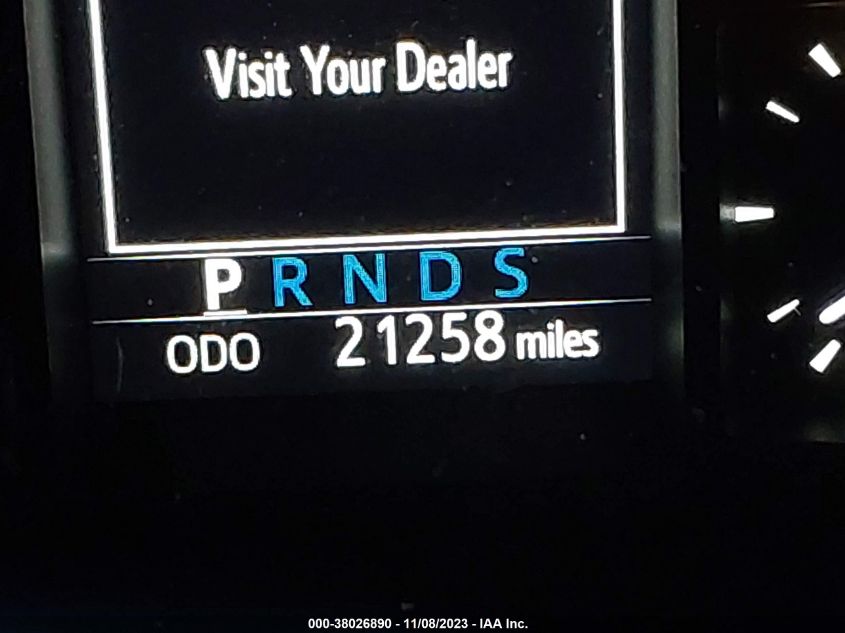 Visit Your Dealer
P R N D S
ODO 21258 miles
000-38026890 - 11/08/2023 - IAA Inc.